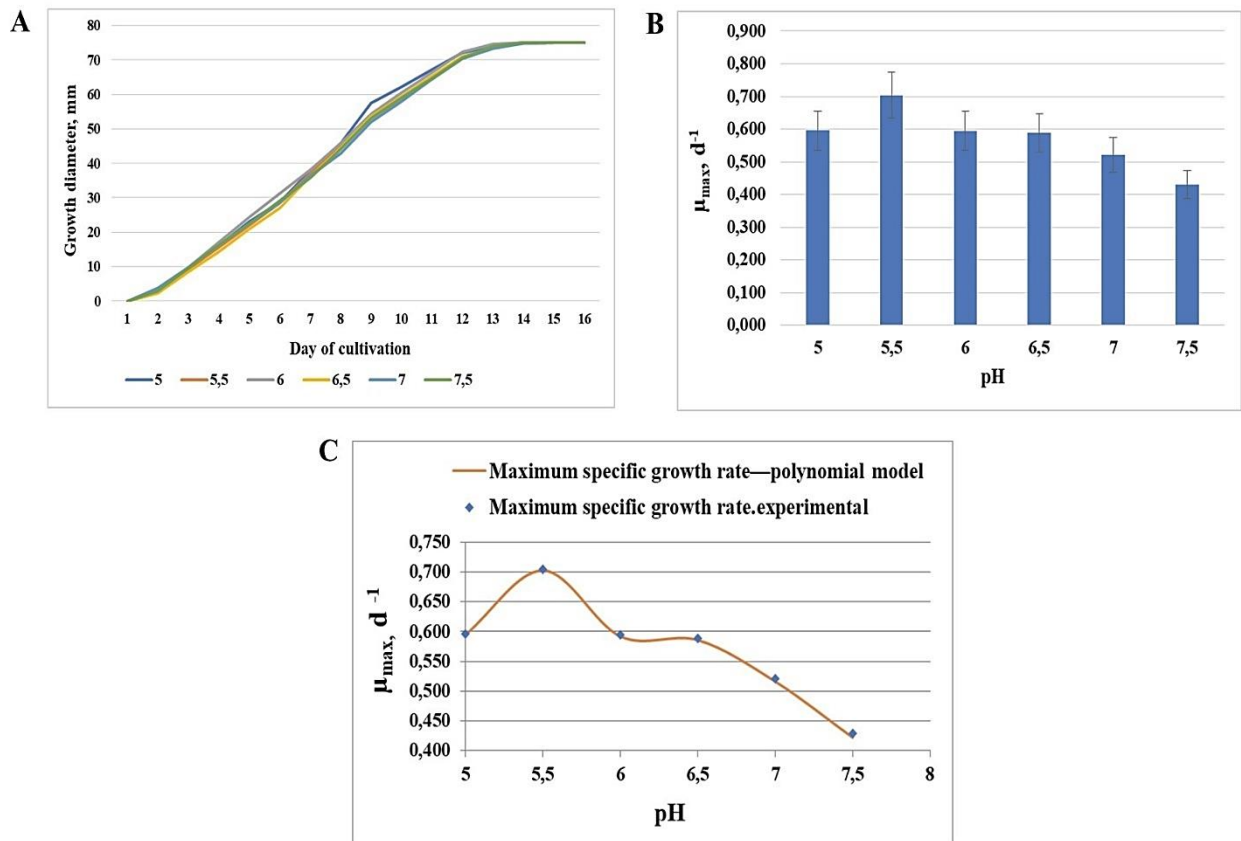 A
80
70
60
50
40
30
20
10
0
Growth diameter, mm
1 2 3 4 5 6 7 8 9 10 11 12 13 14 15 16
Day of cultivation
5 5,5 6 6,5 7 7,5
B
0,900
0,800
0,700
0,600
0,500
0,400
0,300
0,200
0,100
0,000
μmax, d-1
5 5,5 6 6,5 7 7,5
pH
C
Maximum specific growth rate—polynomial model
Maximum specific growth rate.experimental
0,750
0,700
0,650
0,600
0,550
0,500
0,450
0,400
μmax, d -1
5 5,5 6 6,5 7 7,5 8
pH